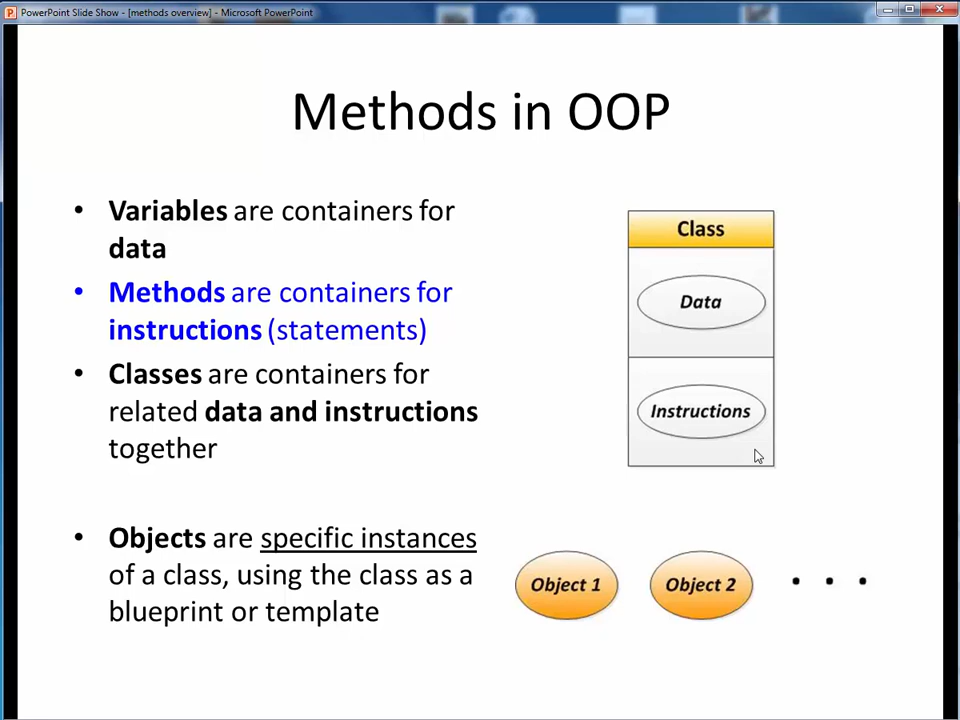 PowerPoint Slide Show - [methods overview] - Microsoft PowerPoint
Methods in OOP
• Variables are containers for
data
• Methods are containers for
instructions (statements)
• Classes are containers for
related data and instructions
together
• Objects are specific instances
of a class, using the class as a
blueprint or template
Class
Data
Instructions
Object 1
Object 2
. . .